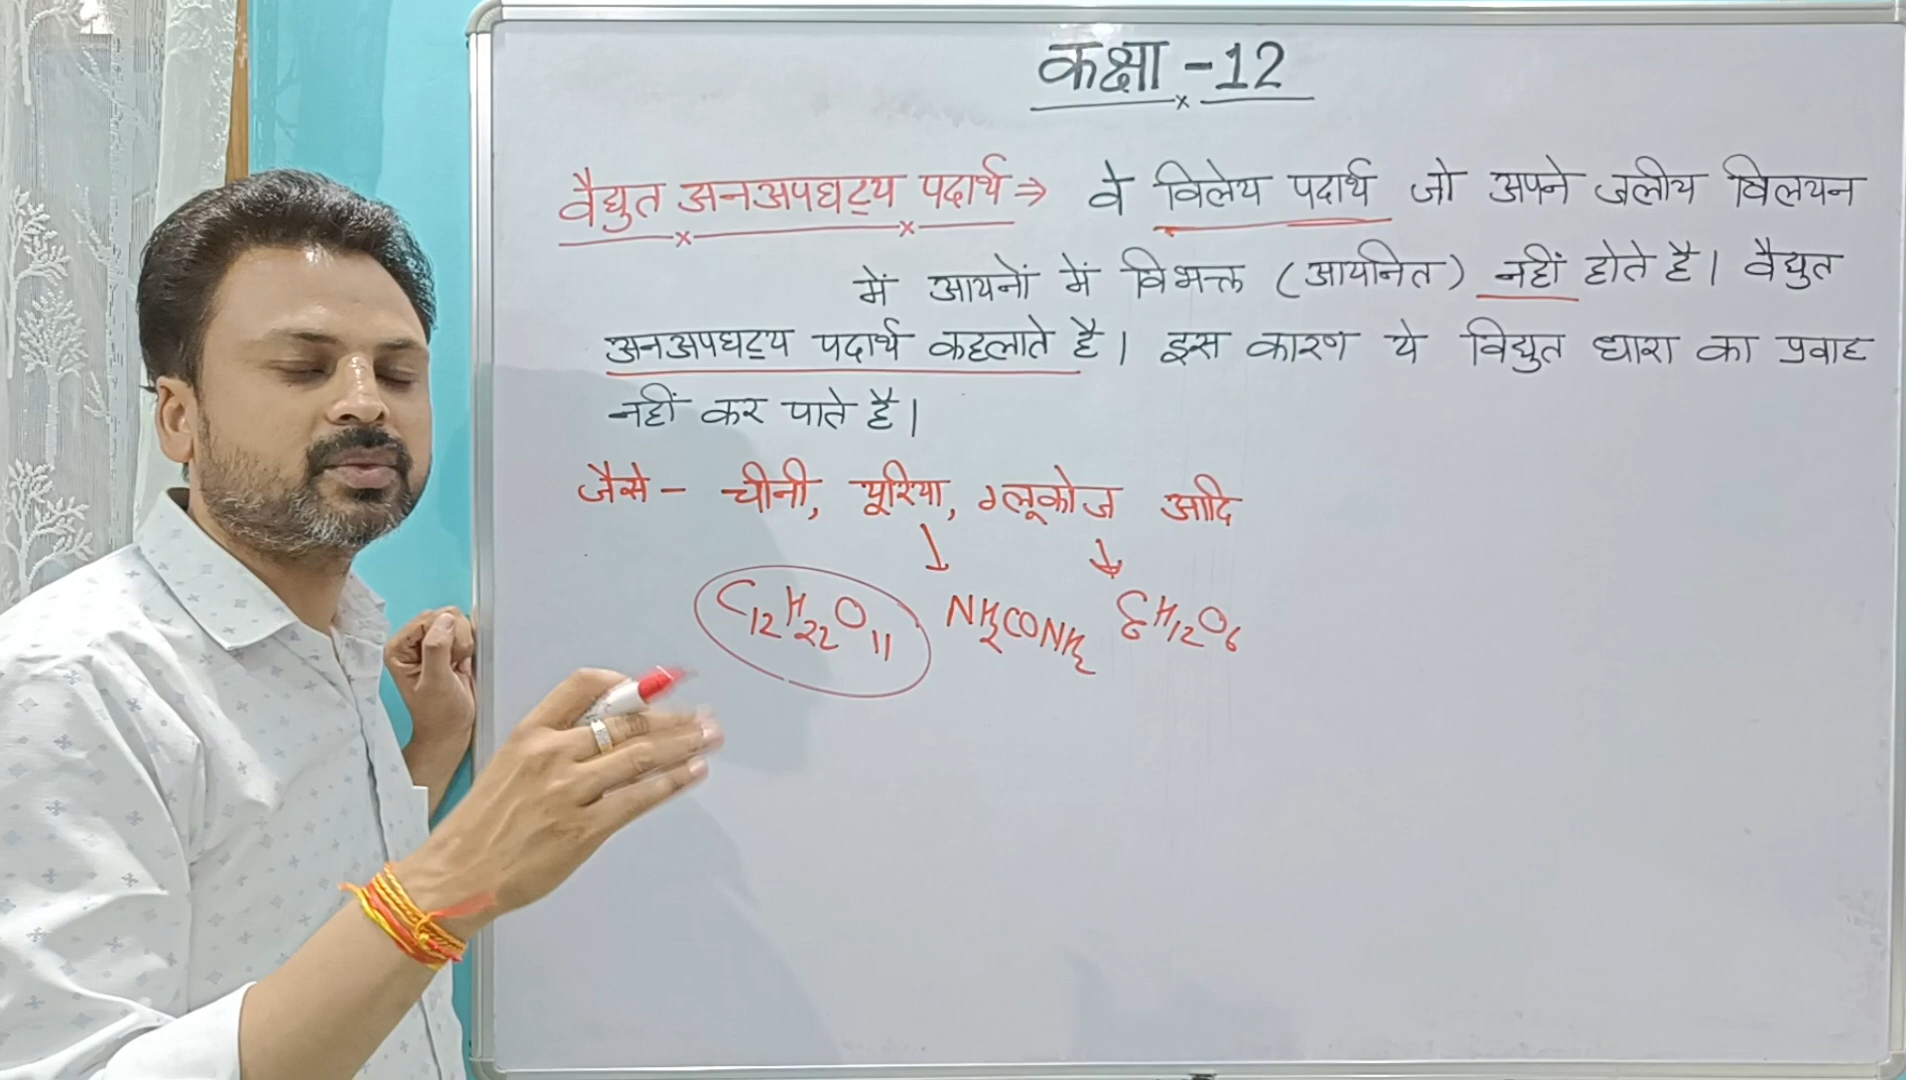 कक्षा - 12
वैद्युत अनअपघट्य पदार्थ ⇒ वे विलेय पदार्थ जो अपने जलीय विलयन
में आयनों में विभक्त (आयनित) नहीं होते है। वैद्युत
अनअपघट्य पदार्थ कहलाते है। इस कारण ये विद्युत धारा का प्रवाह
नहीं कर पाते है।
जैसे - चीनी, यूरिया, ग्लूकोज आदि
C₁₂H₂₂O₁₁ NH₂CONH₂ C₆H₁₂O₆